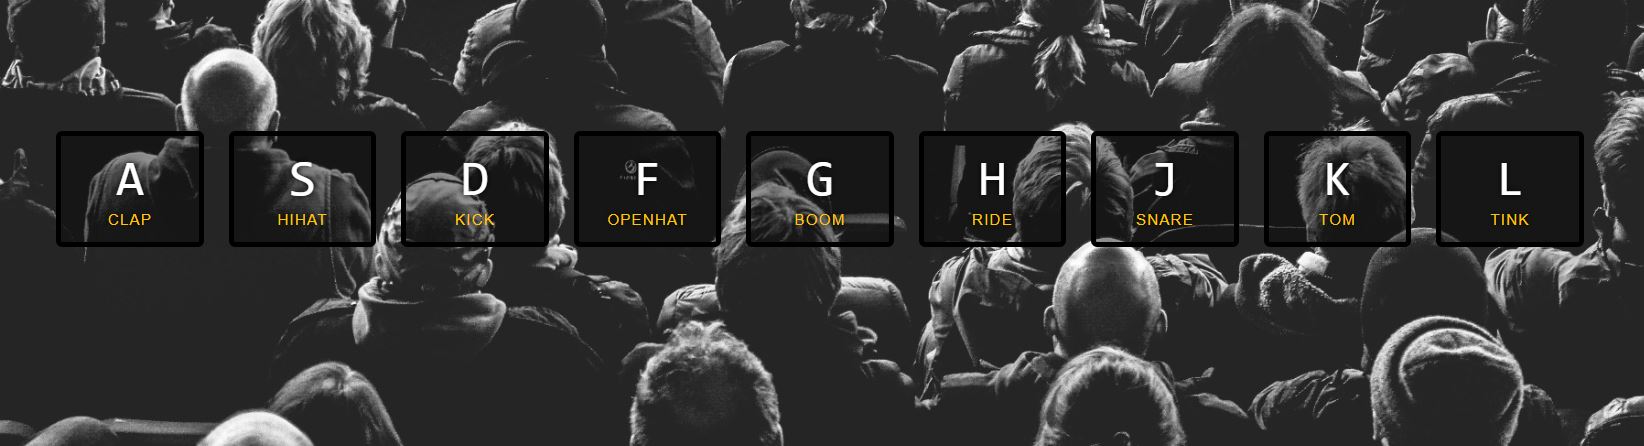 A S D F G H J K L
CLAP HIHAT KICK OPENHAT BOOM RIDE SNARE TOM TINK